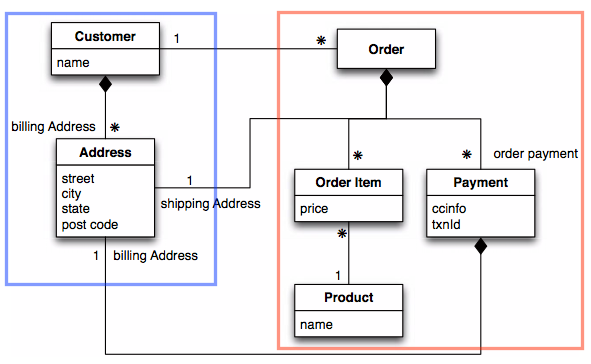 Customer
name
1
*
Order
billing Address
*
Address
street
city
state
post code
1
shipping Address
*
Order Item
price
*
order payment
Payment
ccinfo
txnId
1
billing Address
*
1
Product
name